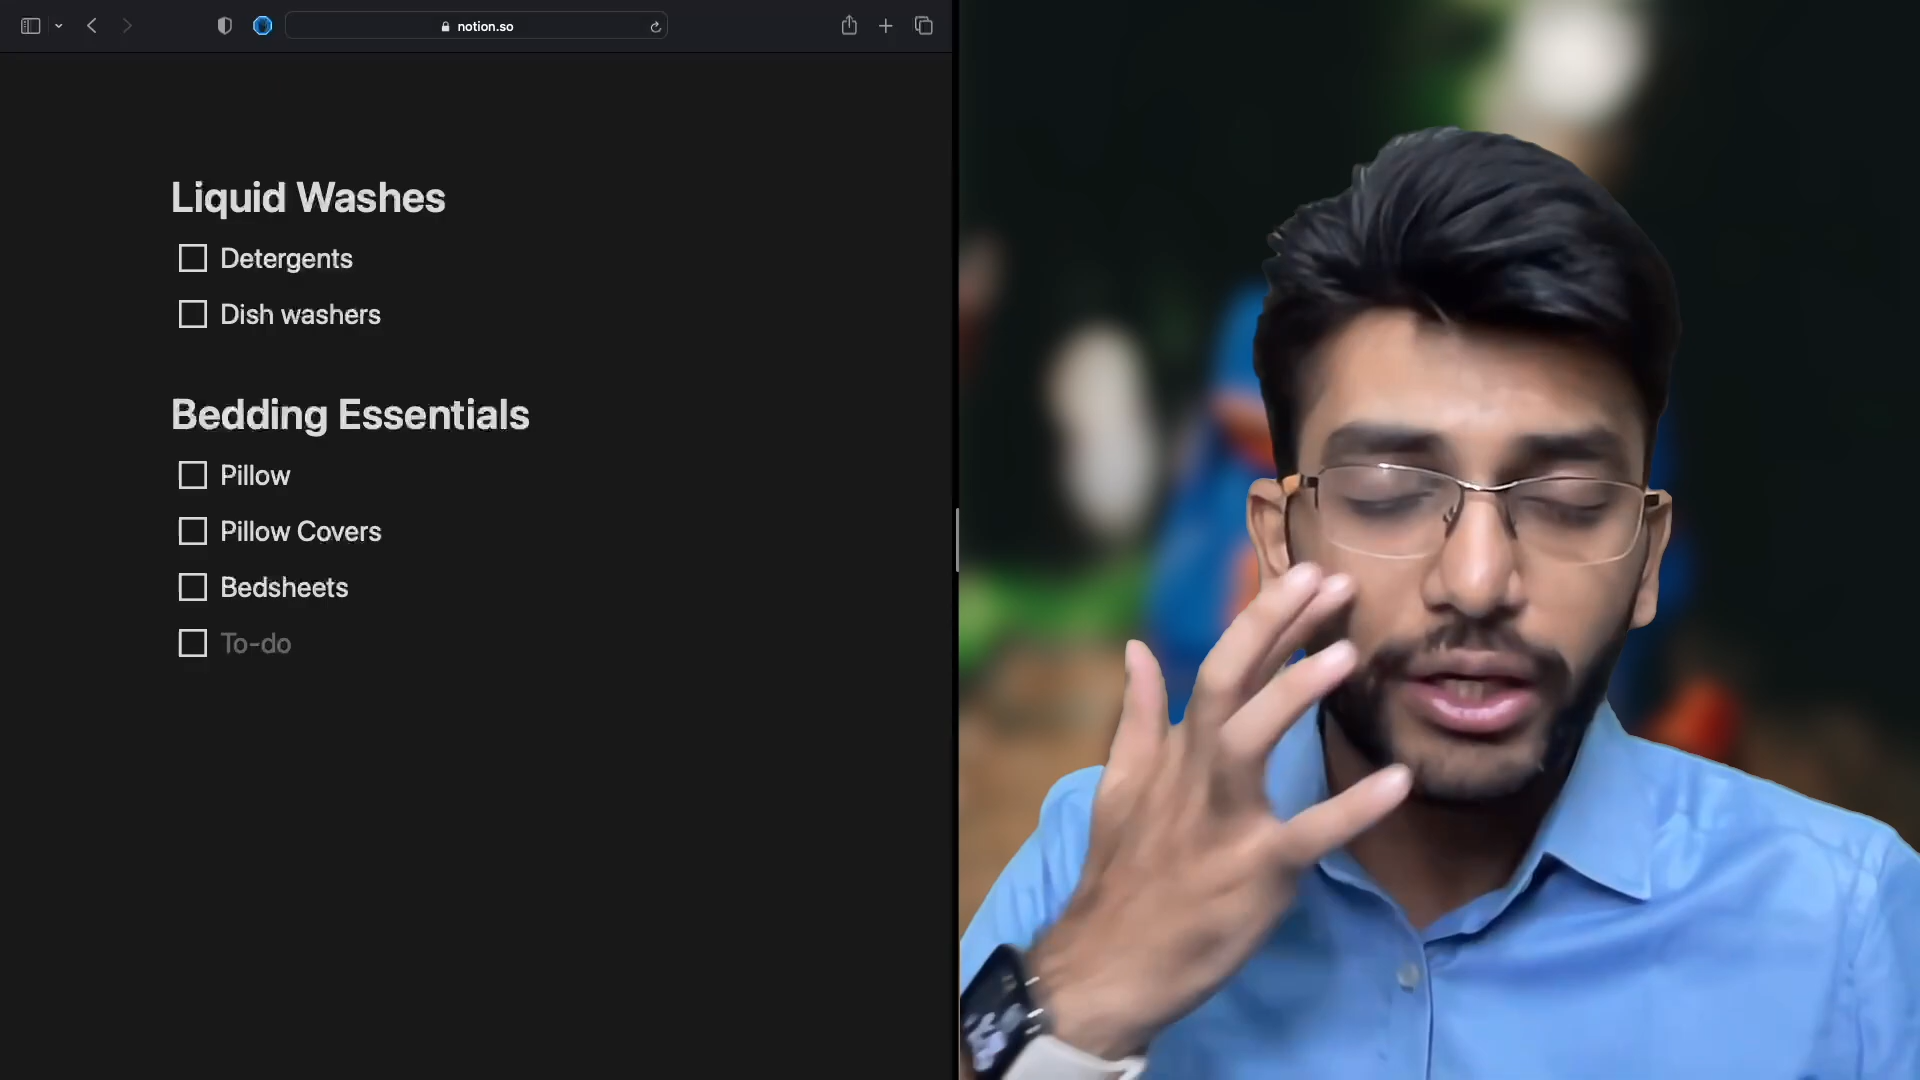 notion.so
Liquid Washes
Detergents
Dish washers
Bedding Essentials
Pillow
Pillow Covers
Bedsheets
To-do